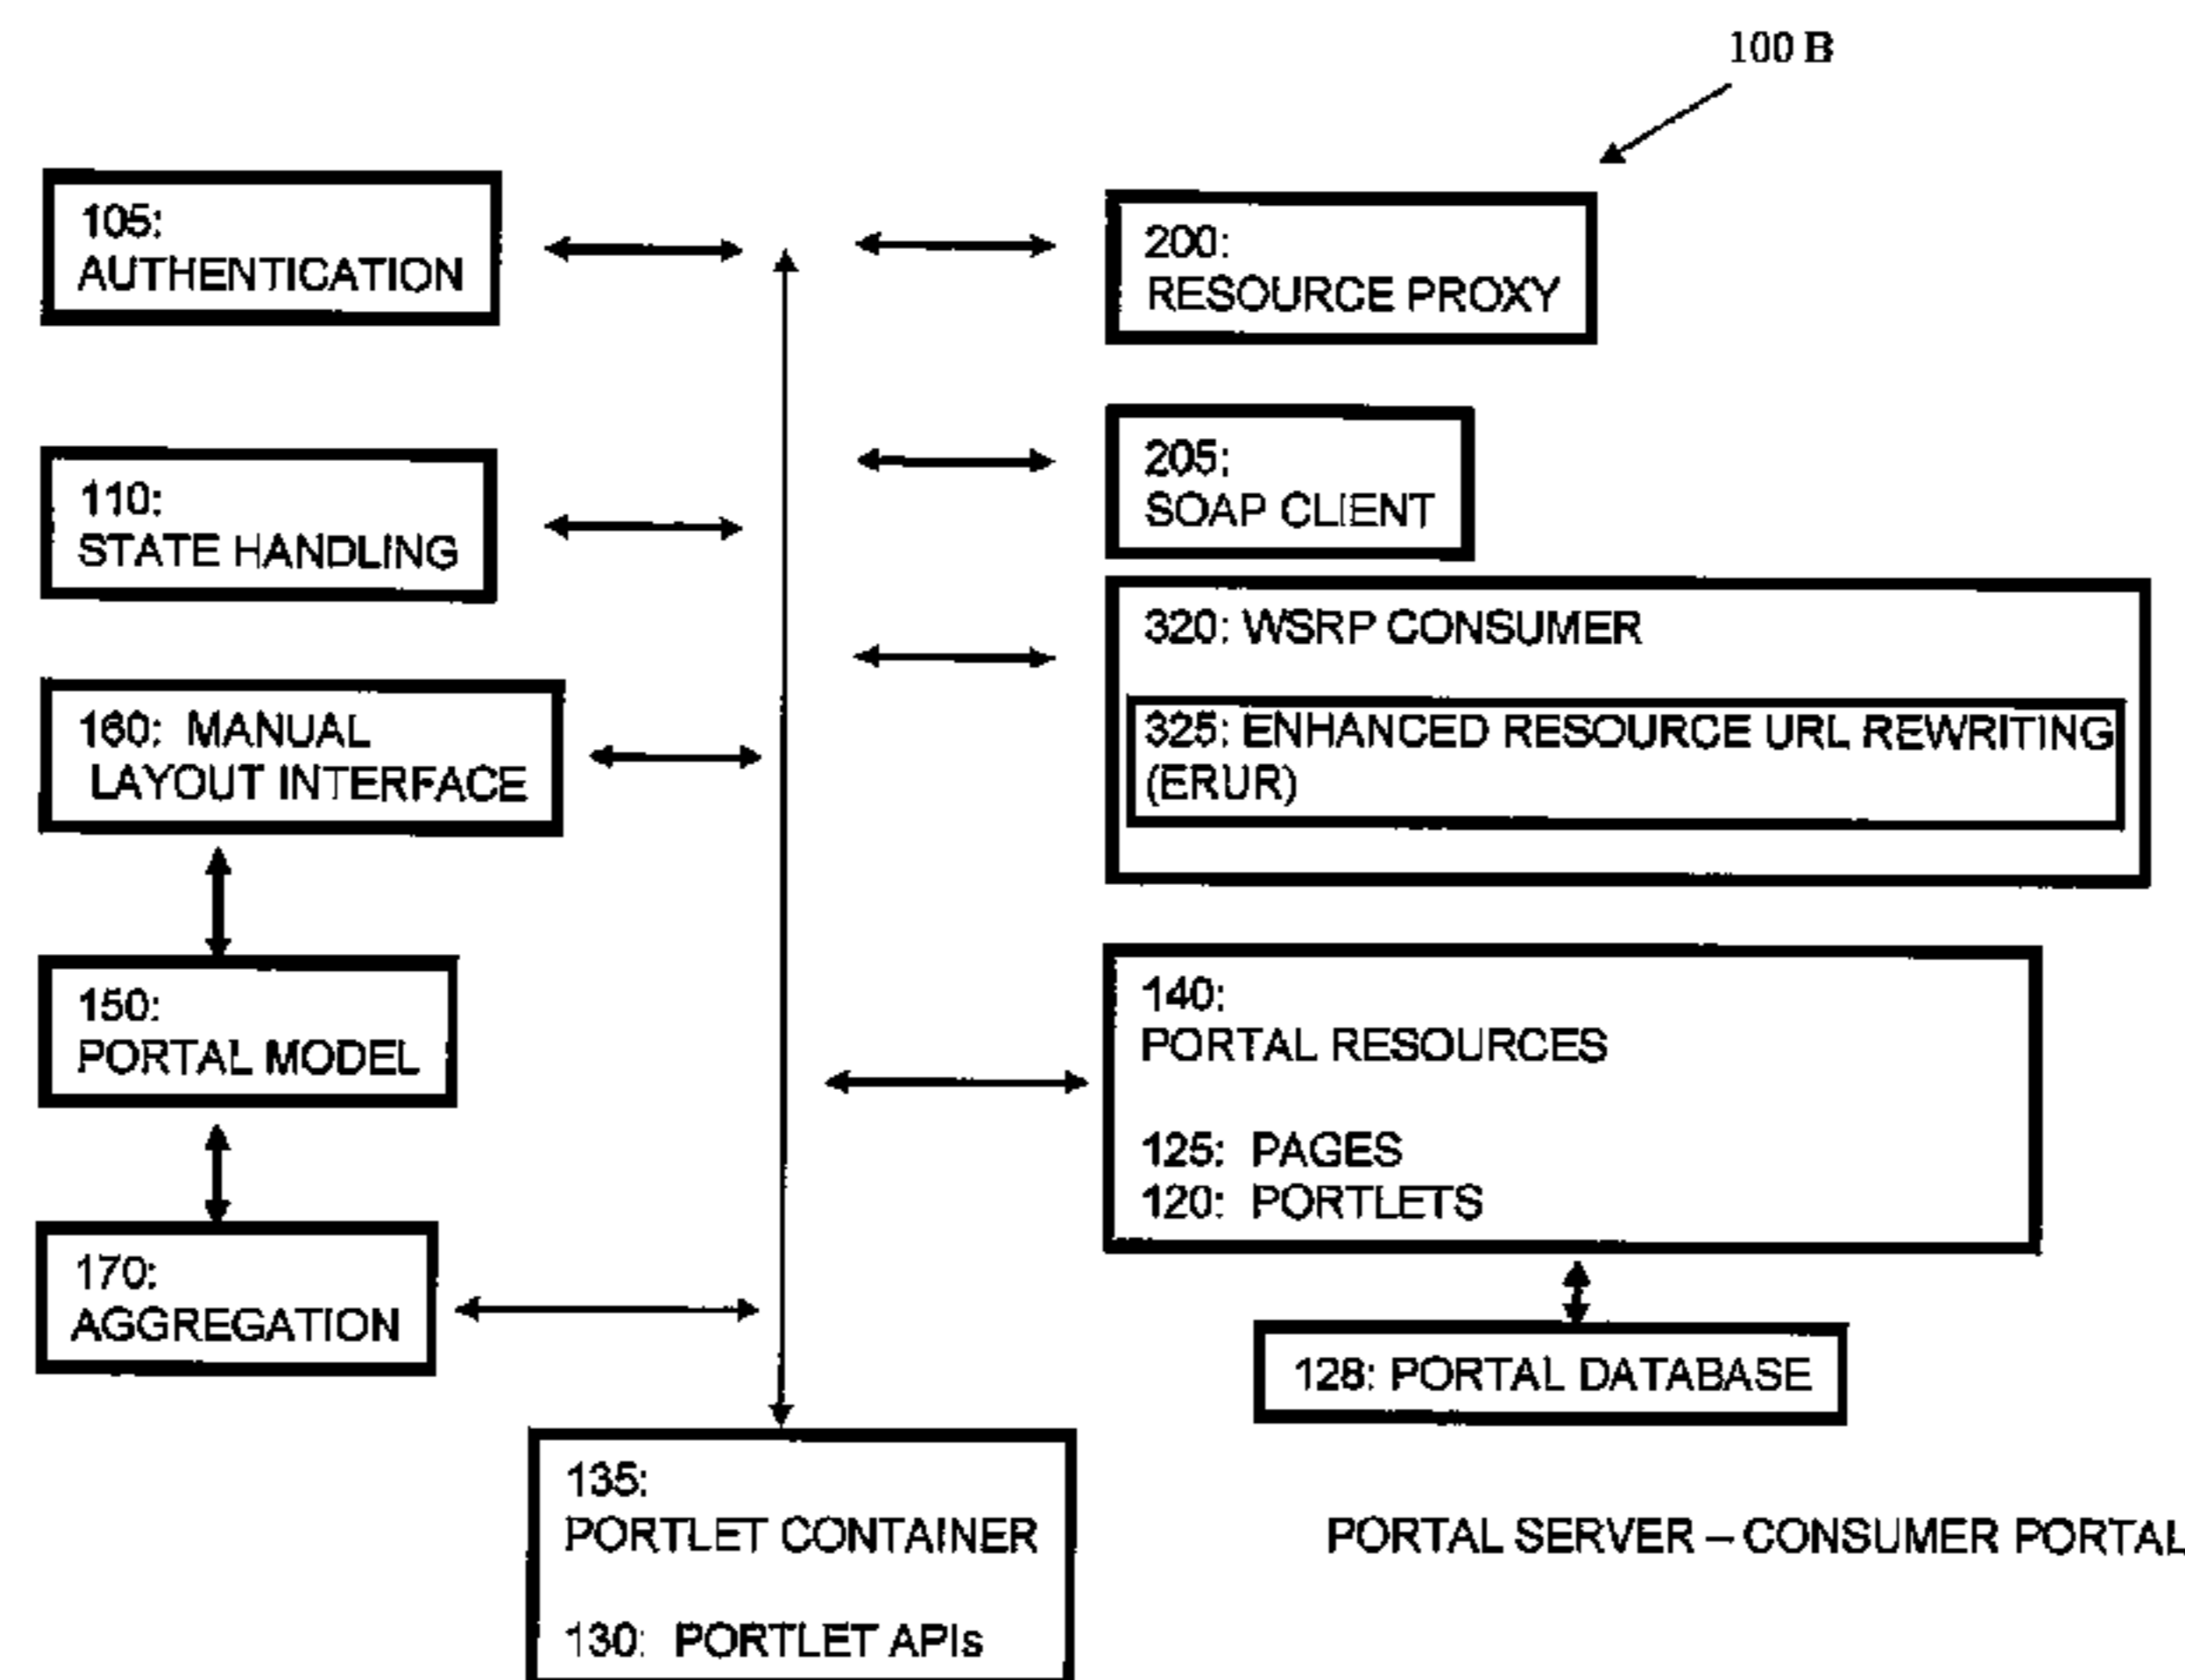 100 B
105:
AUTHENTICATION
200:
RESOURCE PROXY
110:
STATE HANDLING
205:
SOAP CLIENT
160: MANUAL
LAYOUT INTERFACE
320: WSRP CONSUMER
325: ENHANCED RESOURCE URL REWRITING
(ERUR)
150:
PORTAL MODEL
140:
PORTAL RESOURCES
125: PAGES
120: PORTLETS
170:
AGGREGATION
128: PORTAL DATABASE
135:
PORTLET CONTAINER
130: PORTLET APIs
PORTAL SERVER – CONSUMER PORTAL